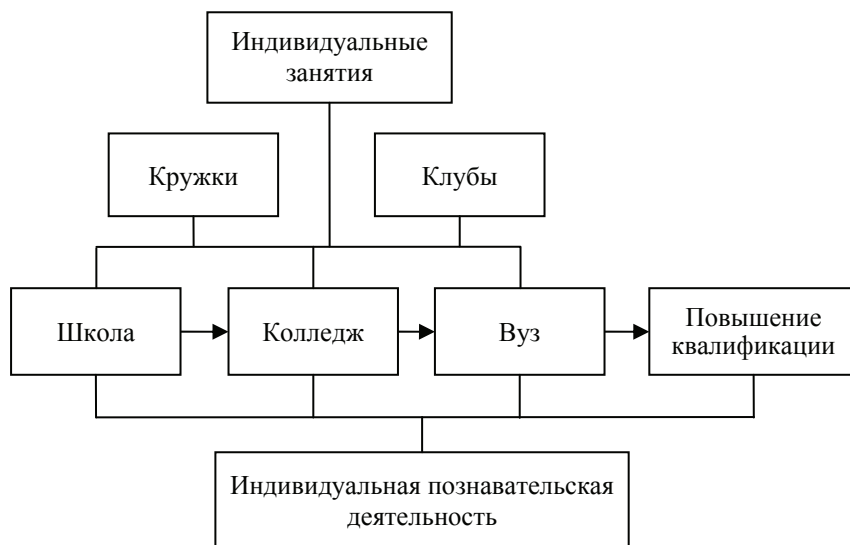 Индивидуальные
занятия
Кружки
Клубы
Школа
Колледж
Вуз
Повышение
квалификации
Индивидуальная познавательская
деятельность